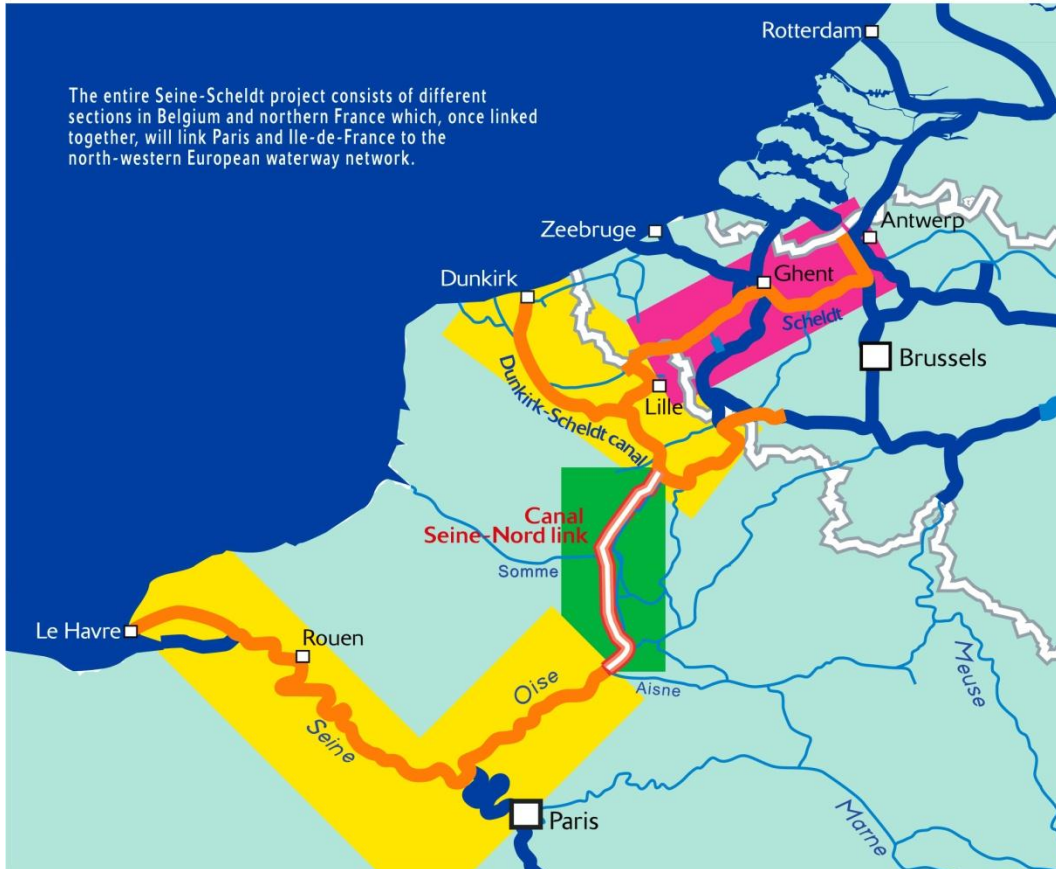 Rotterdam
The entire Seine-Scheldt project consists of different
sections in Belgium and northern France which, once linked
together, will link Paris and Ile-de-France to the
north-western European waterway network.
Zeebruge
Antwerp
Dunkirk
Ghent
Scheldt
Brussels
Lille
Dunkirk-Scheldt canal
Canal
Seine-Nord link
Somme
Le Havre
Rouen
Oise
Aisne
Meuse
Seine
Paris
Marne